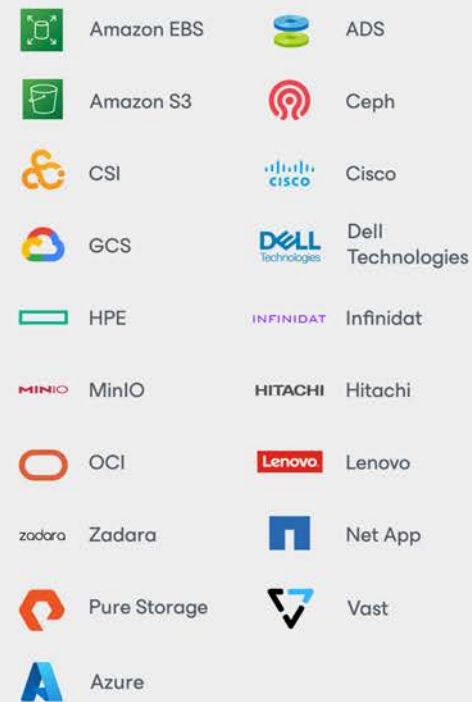 Amazon EBS
ADS
Amazon S3
Ceph
CSI
CISCO
Cisco
GCS
DELL
Technologies
Dell
Technologies
HPE
INFINIDAT
Infinidat
MINIO
MinIO
HITACHI
Hitachi
OCI
Lenovo.
Lenovo
zadara
Zadara
Net App
Pure Storage
Vast
Azure